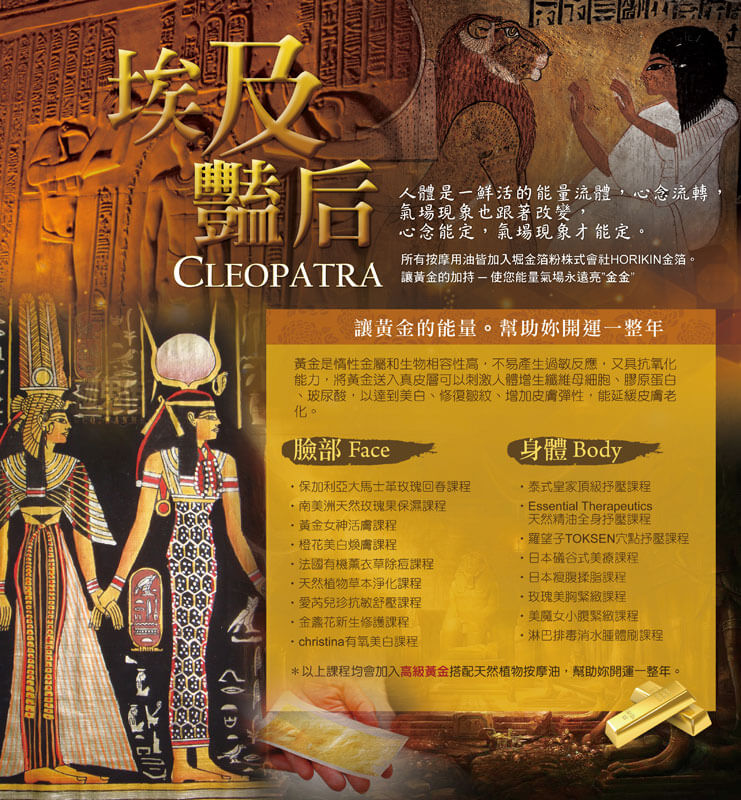 埃及
豔后
CLEOPATRA
人體是一鮮活的能量流體，心念流轉，
氣場現象也跟著改變，
心念能定，氣場現象才能定。
所有按摩用油皆加入堀金箔粉株式會社HORIKIN金箔。
讓黃金的加持 — 使您能量氣場永遠亮"金金"
讓黃金的能量。幫助妳開運一整年
黃金是惰性金屬和生物相容性高，不易產生過敏反應，又具抗氧化
能力，將黃金送入真皮層可以刺激人體增生纖維母細胞、膠原蛋白
、玻尿酸，以達到美白、修復皺紋、增加皮膚彈性，能延緩皮膚老
化。
臉部 Face
・保加利亞大馬士革玫瑰回春課程
・南美洲天然玫瑰果保濕課程
・黃金女神活膚課程
・橙花美白煥膚課程
・法國有機薰衣草除痘課程
・天然植物草本淨化課程
・愛芮兒珍抗敏舒壓課程
・金盞花新生修護課程
・christina有氧美白課程
身體 Body
・泰式皇家頂級抒壓課程
・Essential Therapeutics
天然精油全身抒壓課程
・羅望子TOKSEN穴點抒壓課程
・日本礒谷式美療課程
・日本瘦腹揉脂課程
・玫瑰美胸緊緻課程
・美魔女小腹緊緻課程
・淋巴排毒消水腫體刷課程
＊以上課程均會加入高級黃金搭配天然植物按摩油，幫助妳開運一整年。